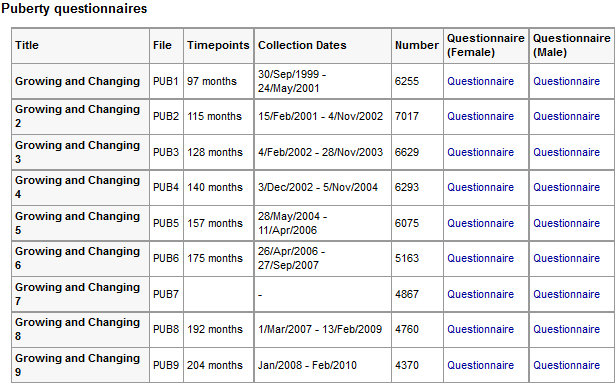 Puberty questionnaires
Title File Timepoints Collection Dates Number Questionnaire (Female) Questionnaire (Male)
Growing and Changing PUB1 97 months 30/Sep/1999 - 24/May/2001 6255 Questionnaire Questionnaire
Growing and Changing 2 PUB2 115 months 15/Feb/2001 - 4/Nov/2002 7017 Questionnaire Questionnaire
Growing and Changing 3 PUB3 128 months 4/Feb/2002 - 28/Nov/2003 6629 Questionnaire Questionnaire
Growing and Changing 4 PUB4 140 months 3/Dec/2002 - 5/Nov/2004 6293 Questionnaire Questionnaire
Growing and Changing 5 PUB5 157 months 28/May/2004 - 11/Apr/2006 6075 Questionnaire Questionnaire
Growing and Changing 6 PUB6 175 months 26/Apr/2006 - 27/Sep/2007 5163 Questionnaire Questionnaire
Growing and Changing 7 PUB7 - 4867 Questionnaire Questionnaire
Growing and Changing 8 PUB8 192 months 1/Mar/2007 - 13/Feb/2009 4760 Questionnaire Questionnaire
Growing and Changing 9 PUB9 204 months Jan/2008 - Feb/2010 4370 Questionnaire Questionnaire